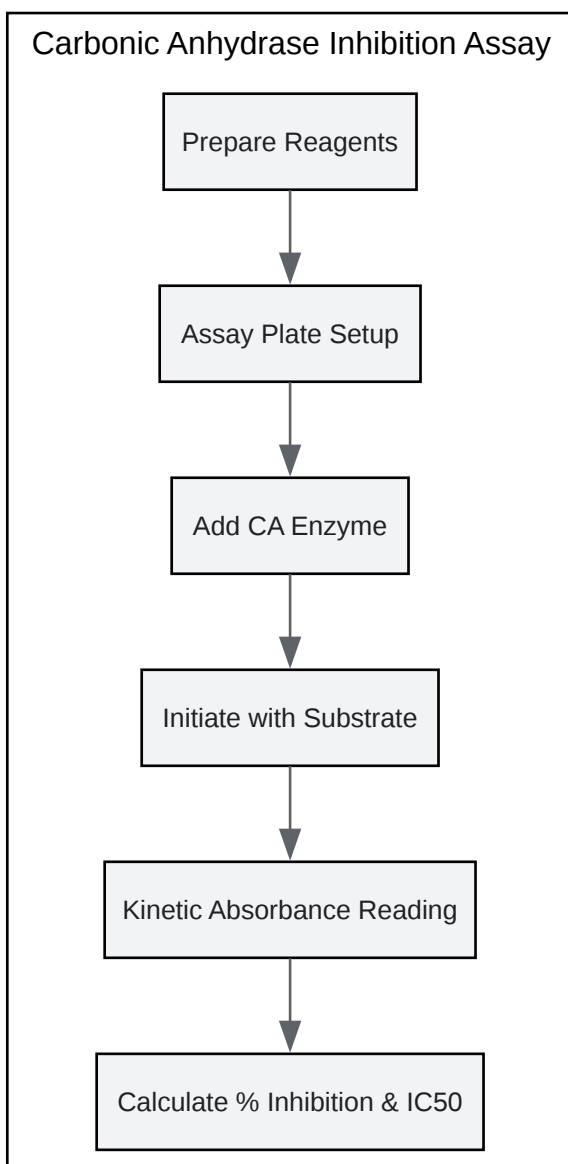 Carbonic Anhydrase Inhibition Assay
Prepare Reagents
Assay Plate Setup
Add CA Enzyme
Initiate with Substrate
Kinetic Absorbance Reading
Calculate % Inhibition & IC50